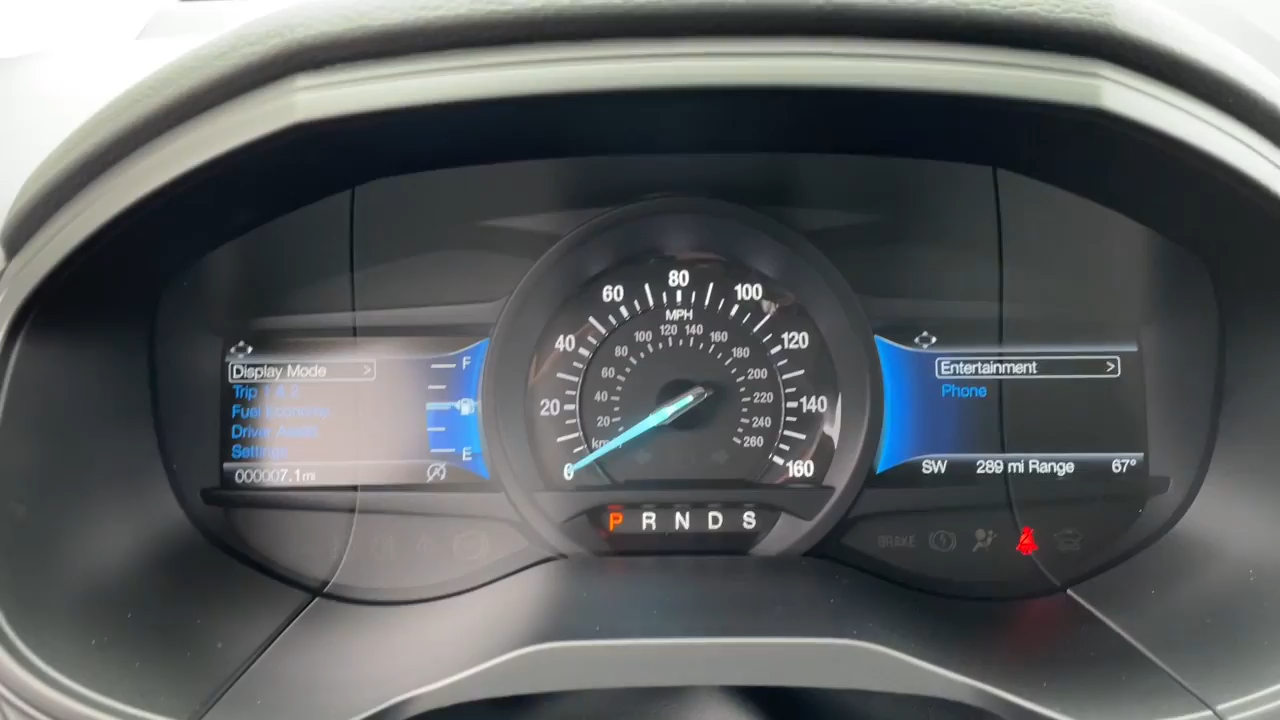 Display Mode >
Trip 1 & 2
Fuel Economy
Driver Assist
Settings
000007.1 mi
F
E
0
20
40
60
80
100
120
140
160
MPH
km/h
20
40
60
80
100
120
140
160
180
200
220
240
260
P R N D S
Entertainment >
Phone
SW 289 mi Range 67°
BRAKE